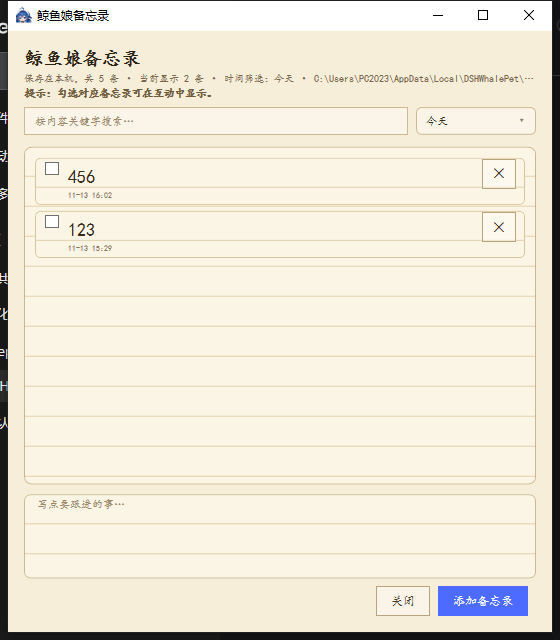 鲸鱼娘备忘录
鲸鱼娘备忘录
保存在本机，共 5 条 • 当前显示 2 条 • 时间筛选：今天 • C:\Users\PC2023\AppData\Local\DSHWhalePet\…
提示：勾选对应备忘录可在互动中显示。
按内容关键字搜索…
今天
456
11-13 16:02
123
11-13 15:29
写点要跟进的事…
关闭
添加备忘录